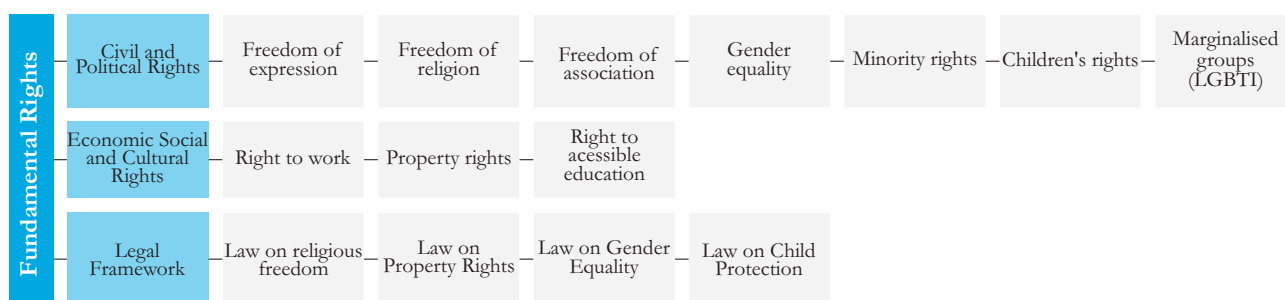 Fundamental Rights
Civil and
Political Rights
Freedom of
expression
Freedom of
religion
Freedom of
association
Gender
equality
Minority rights
Children's rights
Marginalised
groups
(LGBTI)
Economic Social
and Cultural
Rights
Right to work
Property rights
Right to
acessible
education
Legal
Framework
Law on religious
freedom
Law on
Property Rights
Law on Gender
Equality
Law on Child
Protection